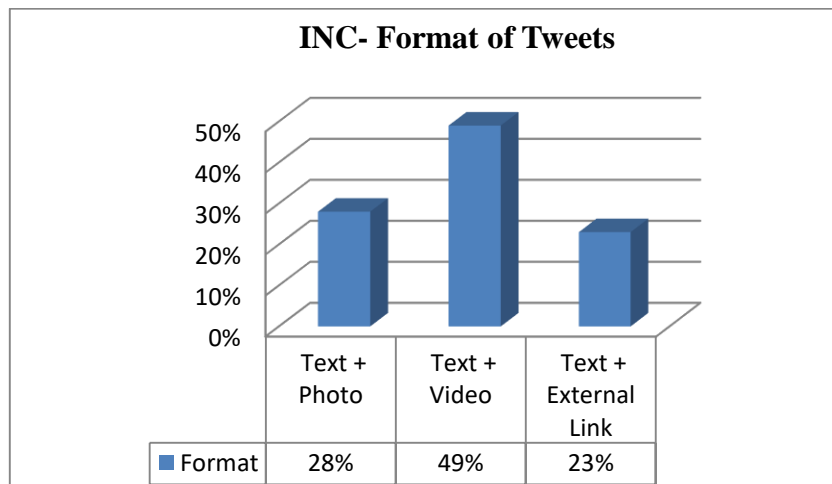 INC- Format of Tweets
50%
40%
30%
20%
10%
0%
Text +
Photo
Text +
Video
Text +
External
Link
Format 28% 49% 23%